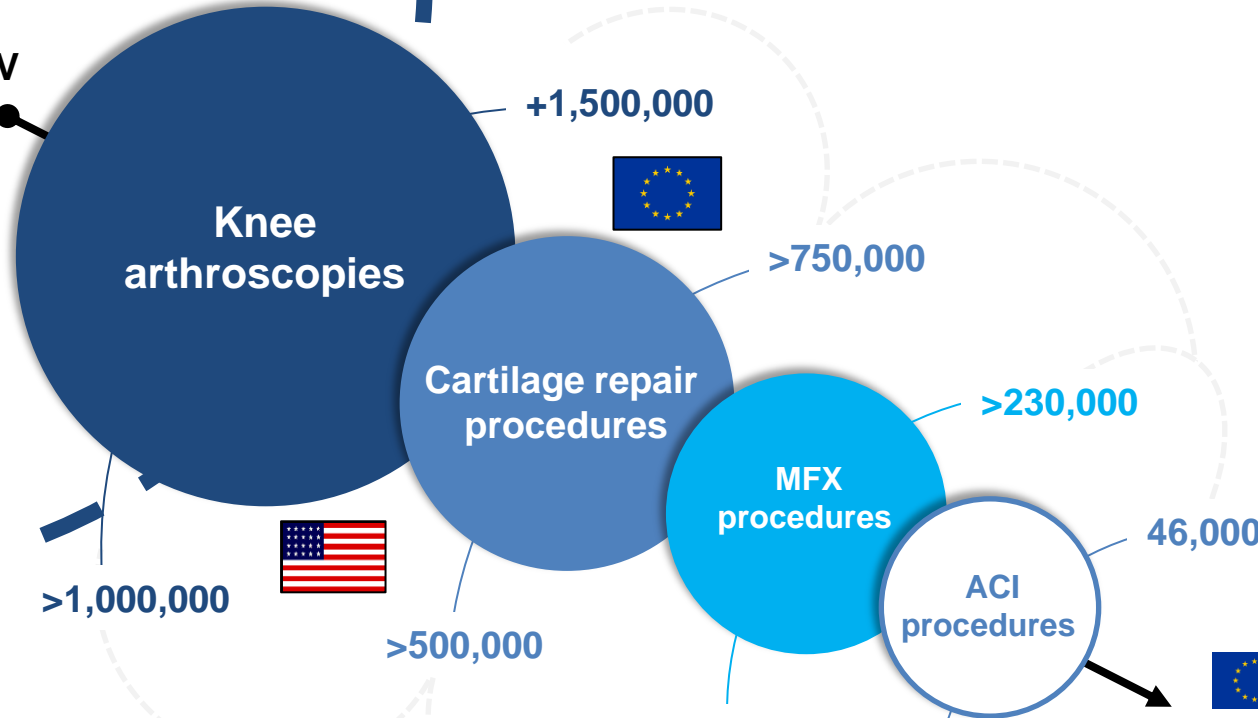 V
+1,500,000
Knee
arthroscopies
>750,000
Cartilage repair
procedures
>230,000
MFX
procedures
46,000
ACI
procedures
>1,000,000
>500,000